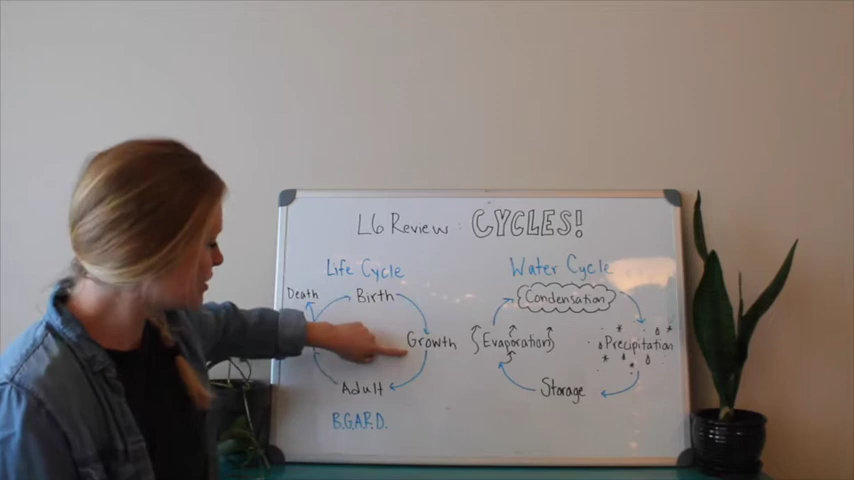 L6 Review : CYCLES!
Life Cycle
Death
Birth
Growth
Adult
B.G.A.R.D.
Water Cycle
Condensation
Evaporation
Precipitation
Storage